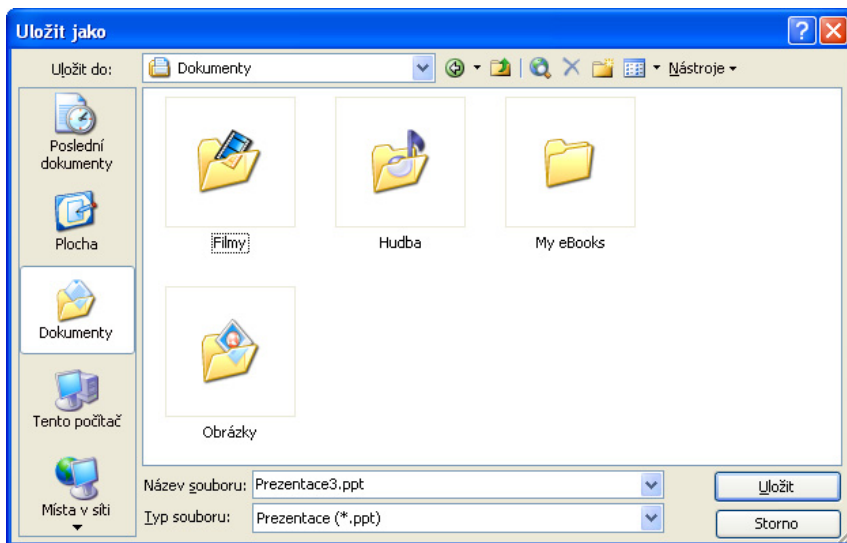 Uložit jako
Uložit do:
Dokumenty
Nástroje
Poslední
dokumenty
Plocha
Dokumenty
Tento počítač
Místa v síti
Filmy
Hudba
My eBooks
Obrázky
Název souboru:
Prezentace3.ppt
Uložit
Typ souboru:
Prezentace (*.ppt)
Storno